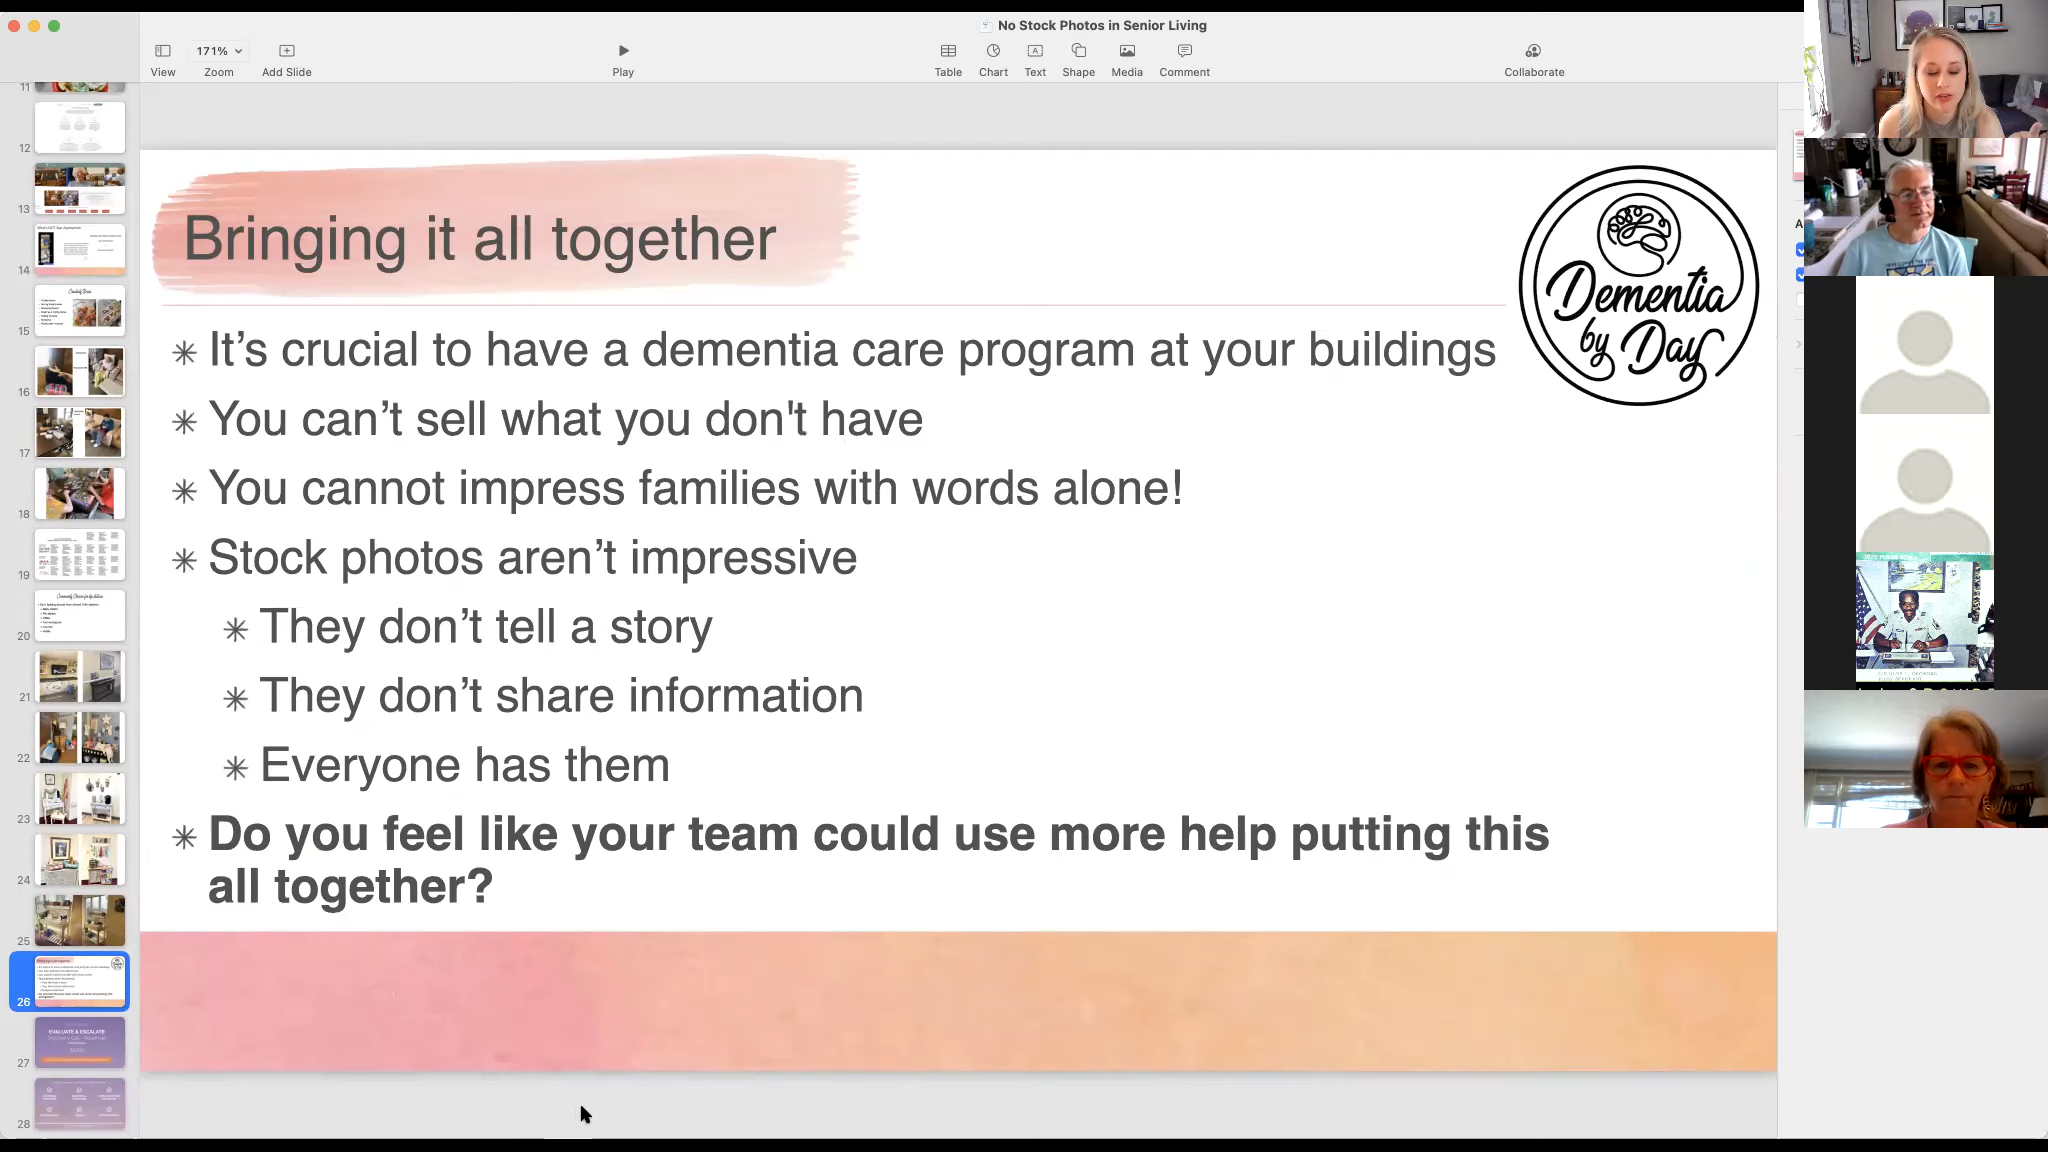 No Stock Photos in Senior Living
171%
View
Zoom
Add Slide
Play
Table
Chart
Text
Shape
Media
Comment
Collaborate
11
12
13
14
15
16
17
18
19
20
21
22
23
24
25
26
27
28
EVALUATE & ESCALATE
Bringing it all together
Dementia
by Day
It’s crucial to have a dementia care program at your buildings
You can’t sell what you don't have
You cannot impress families with words alone!
Stock photos aren’t impressive
They don’t tell a story
They don’t share information
Everyone has them
Do you feel like your team could use more help putting this
all together?